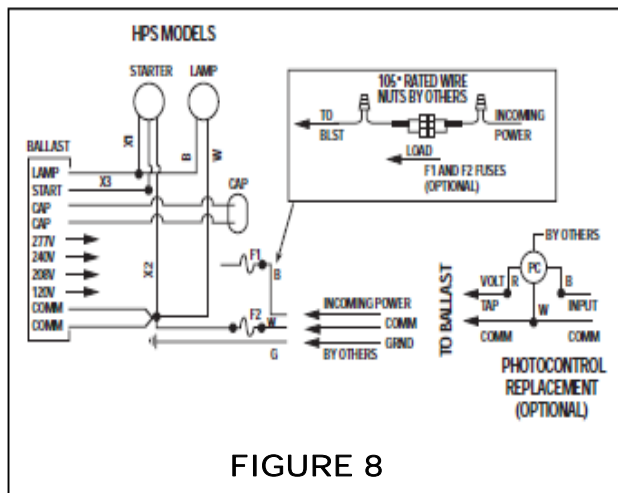 HPS MODELS
STARTER
LAMP
105° RATED WIRE
NUTS BY OTHERS
TO
BLST
INCOMING
POWER
LOAD
F1 AND F2 FUSES
(OPTIONAL)
X1
B
W
BALLAST
LAMP
START
CAP
CAP
277V
240V
208V
120V
COMM
COMM
X3
CAP
X2
F1
B
F2
W
G
INCOMING POWER
COMM
GRND
BY OTHERS
TO BALLAST
BY OTHERS
PC
VOLT
R
B
TAP
W
INPUT
COMM
COMM
PHOTOCONTROL
REPLACEMENT
(OPTIONAL)
FIGURE 8